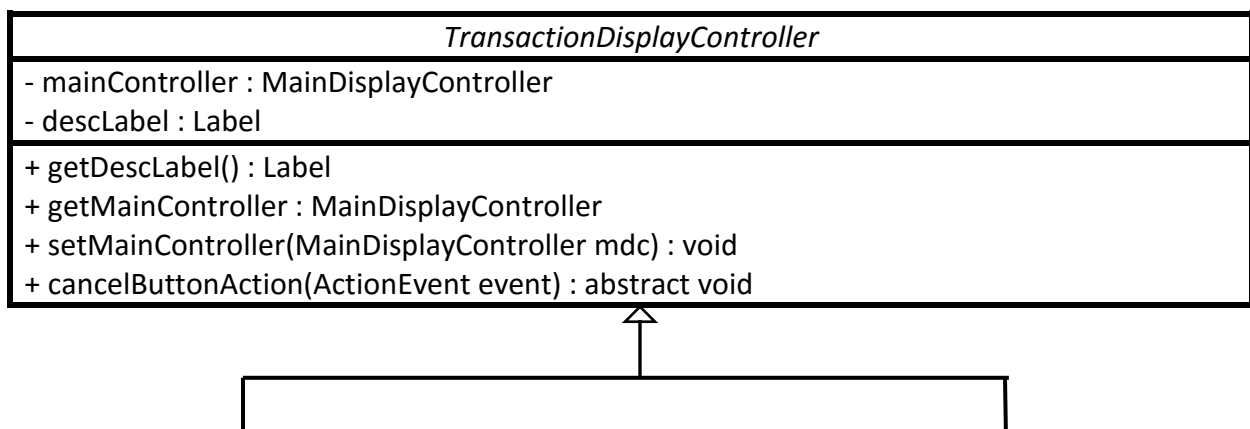 TransactionDisplayController
- mainController : MainDisplayController
- descLabel : Label
+ getDescLabel() : Label
+ getMainController : MainDisplayController
+ setMainController(MainDisplayController mdc) : void
+ cancelButtonAction(ActionEvent event) : abstract void